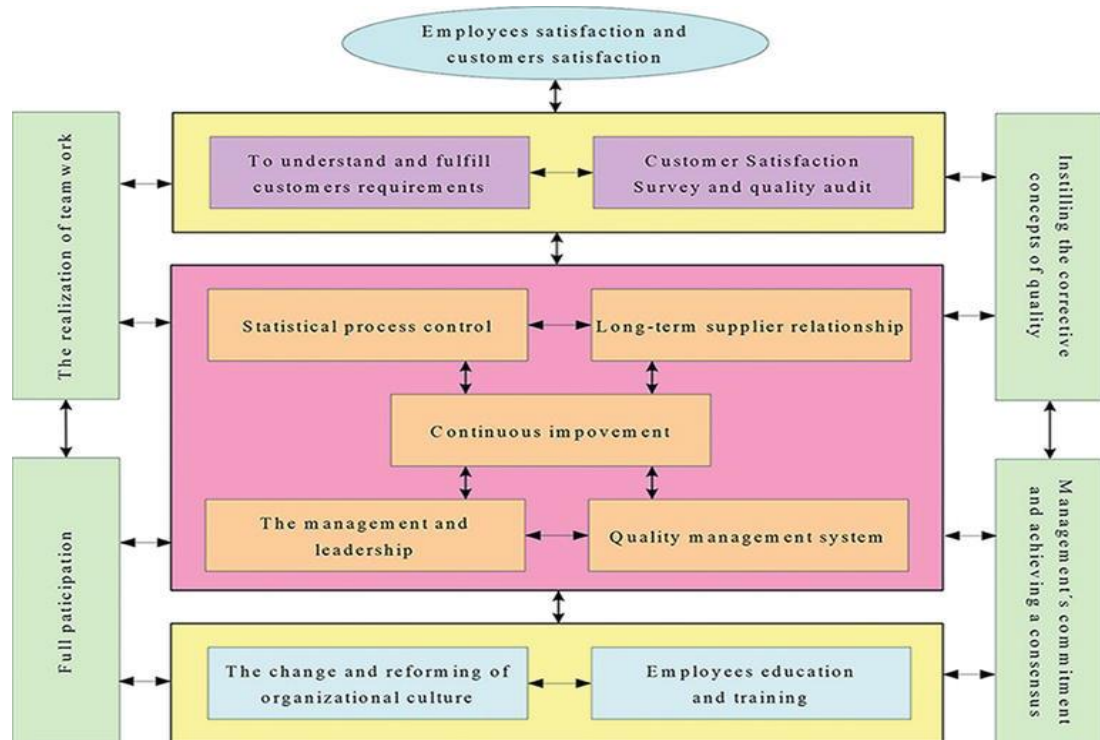 Employees satisfaction and
customers satisfaction
The realization of teamwork
To understand and fulfill
customers requirements
Customer Satisfaction
Survey and quality audit
Instilling the corrective
concepts of quality
Statistical process control
Long-term supplier relationship
Continuous impovement
The management and
leadership
Quality management system
Full paticipation
Management´s commitment
and achieving a consensus
The change and reforming of
organizational culture
Employees education
and training